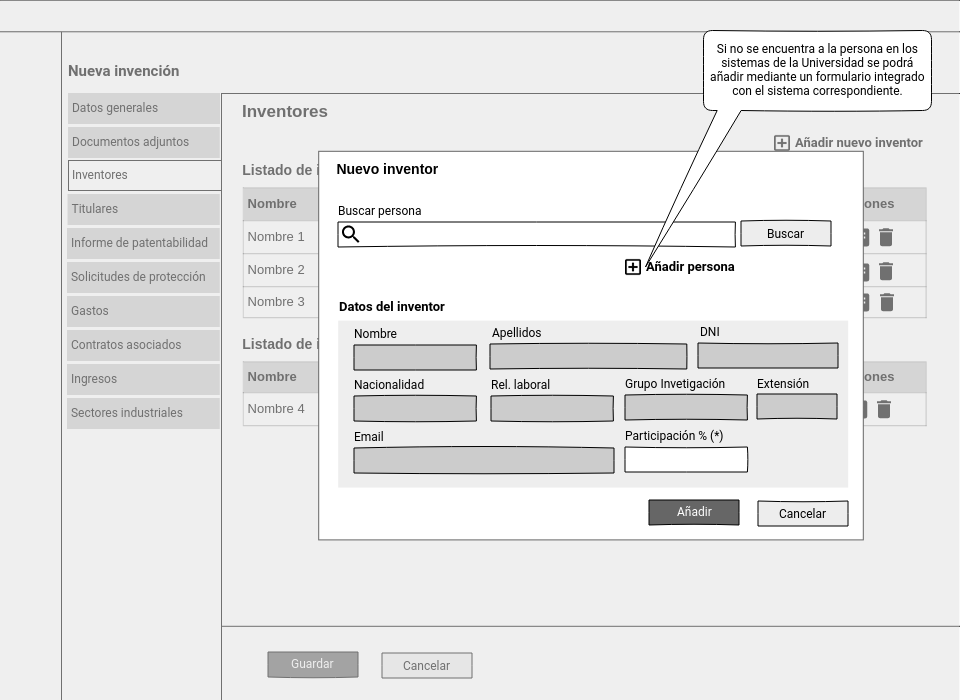 Si no se encuentra a la persona en los
sistemas de la Universidad se podrá
añadir mediante un formulario integrado
con el sistema correspondiente.
Nueva invención
Datos generales
Documentos adjuntos
Inventores
Titulares
Informe de patentabilidad
Solicitudes de protección
Gastos
Contratos asociados
Ingresos
Sectores industriales
Inventores
Añadir nuevo inventor
Listado de i
Nombre
ones
Nombre 1
Nombre 2
Nombre 3
Listado de i
Nombre
ones
Nombre 4
Nuevo inventor
Buscar persona
Buscar
Añadir persona
Datos del inventor
Nombre
Apellidos
DNI
Nacionalidad
Rel. laboral
Grupo Invetigación
Extensión
Email
Participación % (*)
Añadir
Cancelar
Guardar
Cancelar